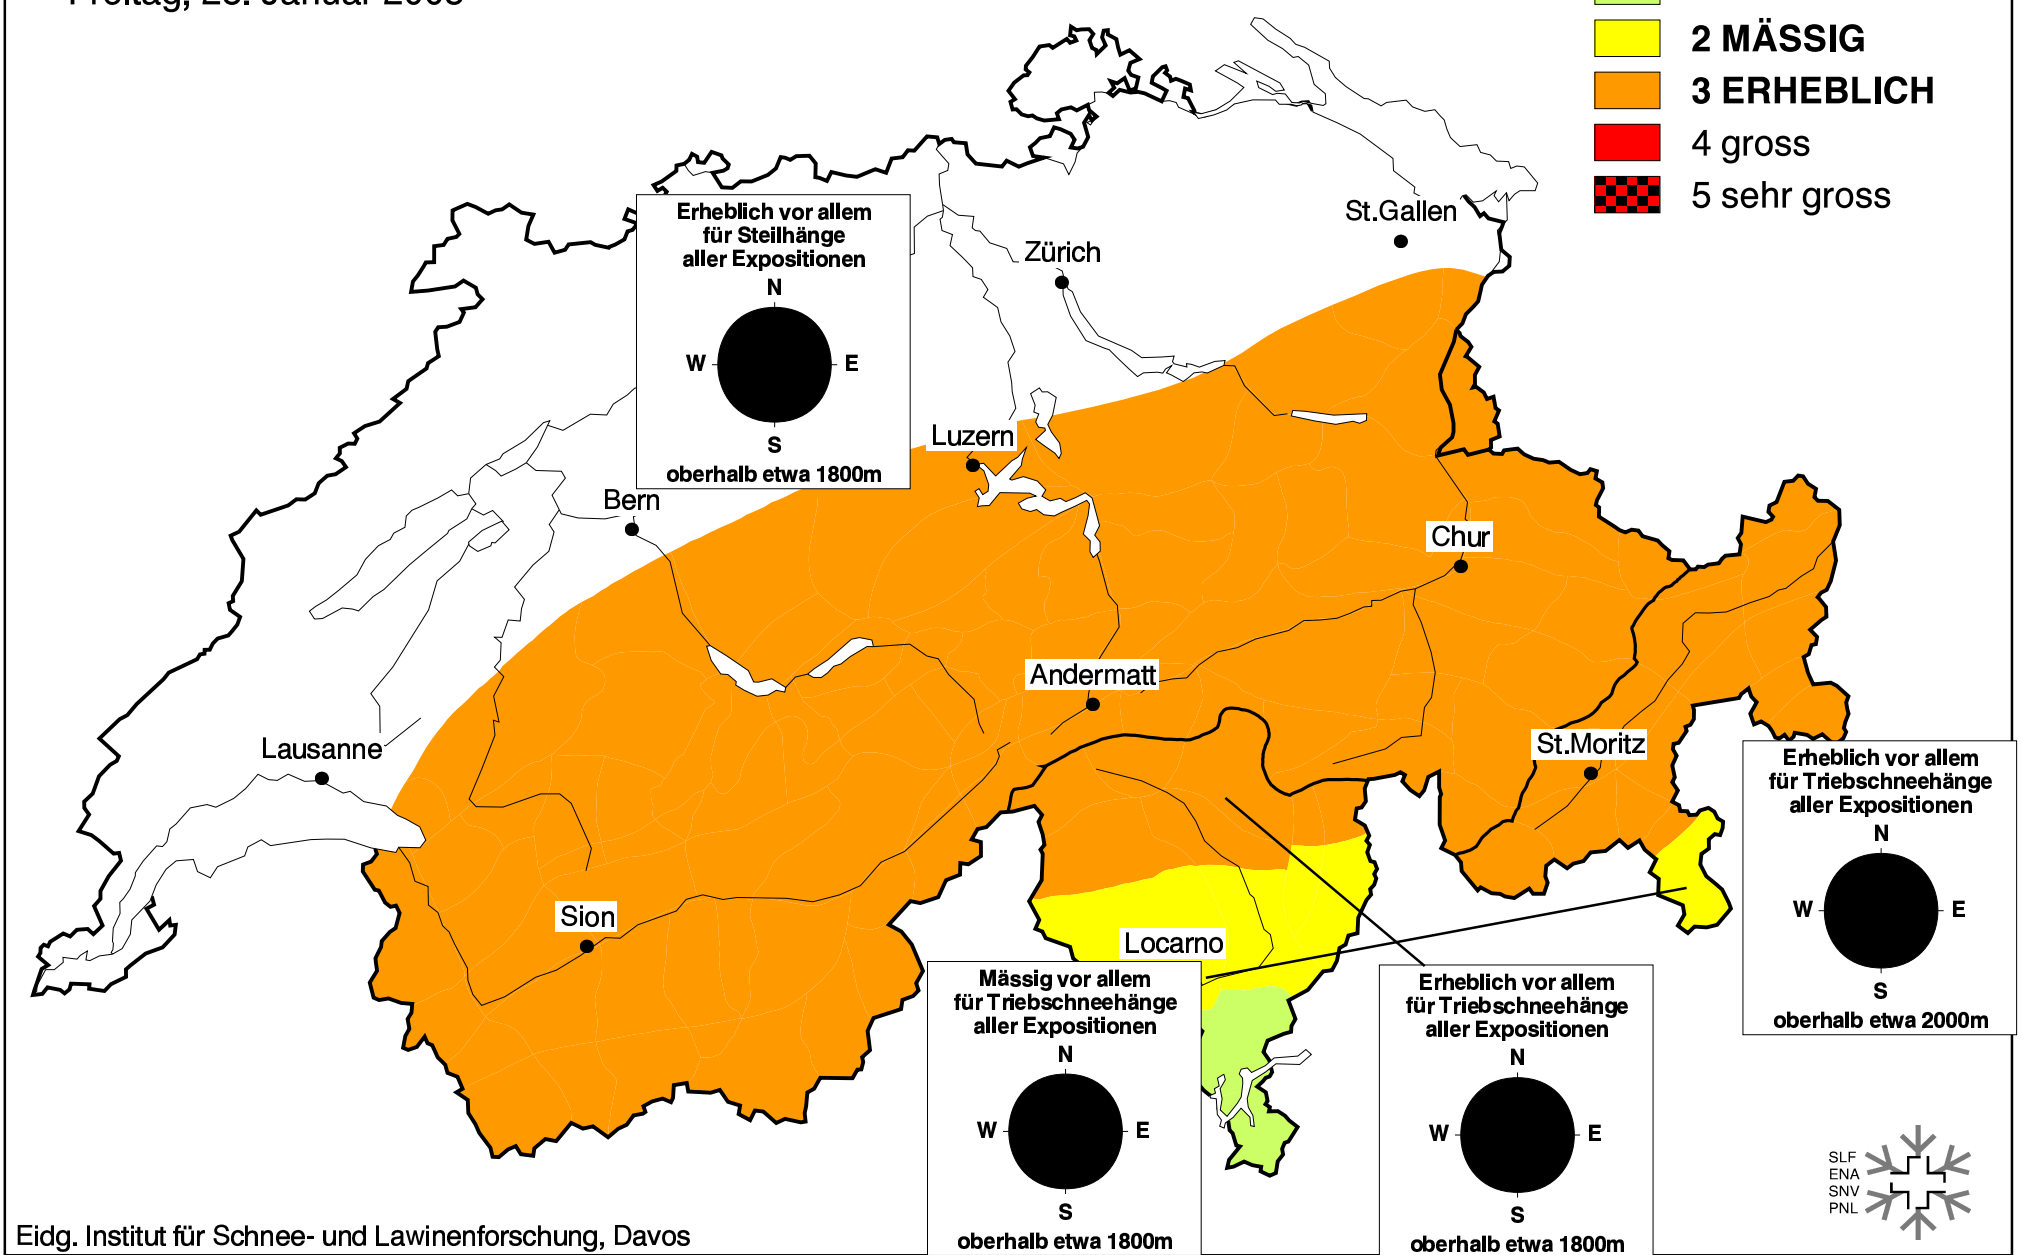 2 MÄSSIG
3 ERHEBLICH
4 gross
5 sehr gross
Erheblich vor allem
für Steilhänge
aller Expositionen
N
W E
S
oberhalb etwa 1800m
St.Gallen
Zürich
Luzern
Bern
Chur
Andermatt
St.Moritz
Lausanne
Sion
Locarno
Erheblich vor allem
für Triebschneehänge
aller Expositionen
N
W E
S
oberhalb etwa 2000m
Mässig vor allem
für Triebschneehänge
aller Expositionen
N
W E
S
oberhalb etwa 1800m
Erheblich vor allem
für Triebschneehänge
aller Expositionen
N
W E
S
oberhalb etwa 1800m
SLF
ENA
SNV
PNL
Eidg. Institut für Schnee- und Lawinenforschung, Davos